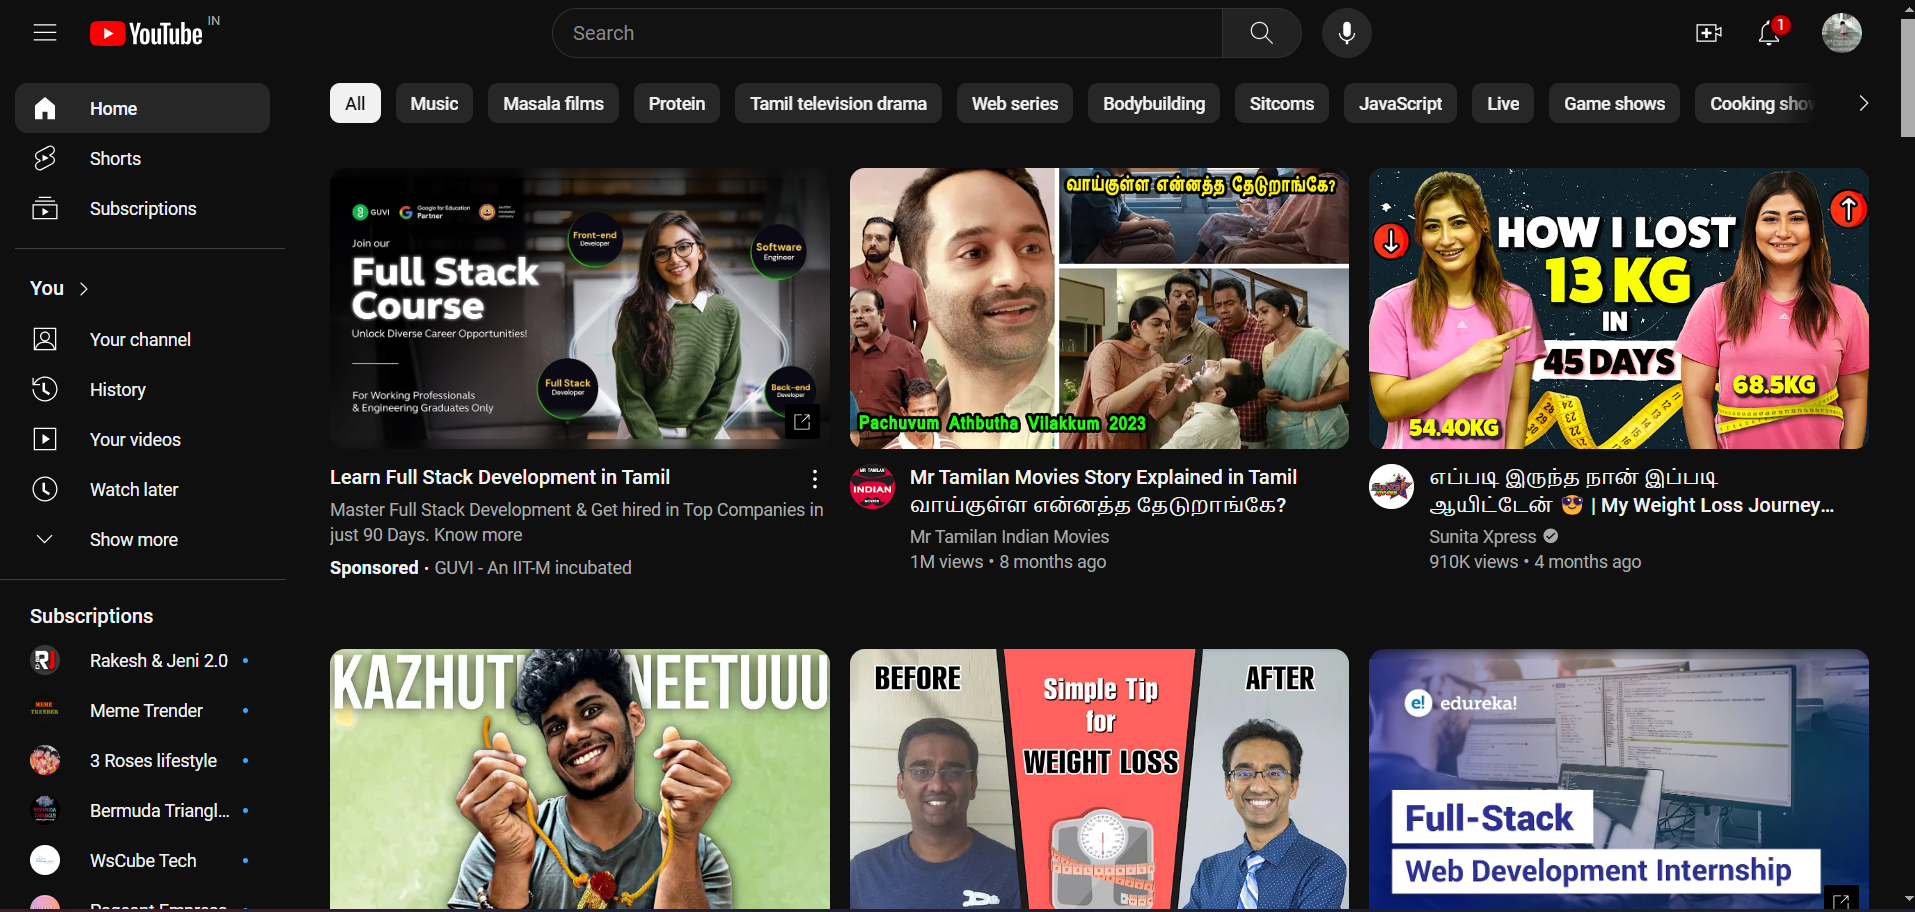 YouTube IN
Search
1
Home
Shorts
Subscriptions
You
Your channel
History
Your videos
Watch later
Show more
Subscriptions
Rakesh & Jeni 2.0
Meme Trender
3 Roses lifestyle
Bermuda Triangl...
WsCube Tech
All
Music
Masala films
Protein
Tamil television drama
Web series
Bodybuilding
Sitcoms
JavaScript
Live
Game shows
Cooking
GUVI
Google for Education
Partner
Join our
Full Stack
Course
Unlock Diverse Career Opportunities!
For Working Professionals
& Engineering Graduates Only
Front-end
Developer
Software
Engineer
Full Stack
Developer
Back-end
Developer
Learn Full Stack Development in Tamil
Master Full Stack Development & Get hired in Top Companies in
just 90 Days. Know more
Sponsored · GUVI - An IIT-M incubated
வாய்குள்ள என்னத்த தேடுறாங்கே?
Pachuvum Athbutha Vilakkum 2023
MR TAMILAN
INDIAN
MOVIES
Mr Tamilan Movies Story Explained in Tamil
வாய்குள்ள என்னத்த தேடுறாங்கே?
Mr Tamilan Indian Movies
1M views • 8 months ago
HOW I LOST
13 KG
IN
45 DAYS
54.40KG
68.5KG
எப்படி இருந்த நான் இப்படி
ஆயிட்டேன் 😎 | My Weight Loss Journey...
Sunita Xpress
910K views • 4 months ago
NEETUUU
BEFORE
Simple Tip
for
WEIGHT LOSS
AFTER
e! edureka!
Full-Stack
Web Development Internship